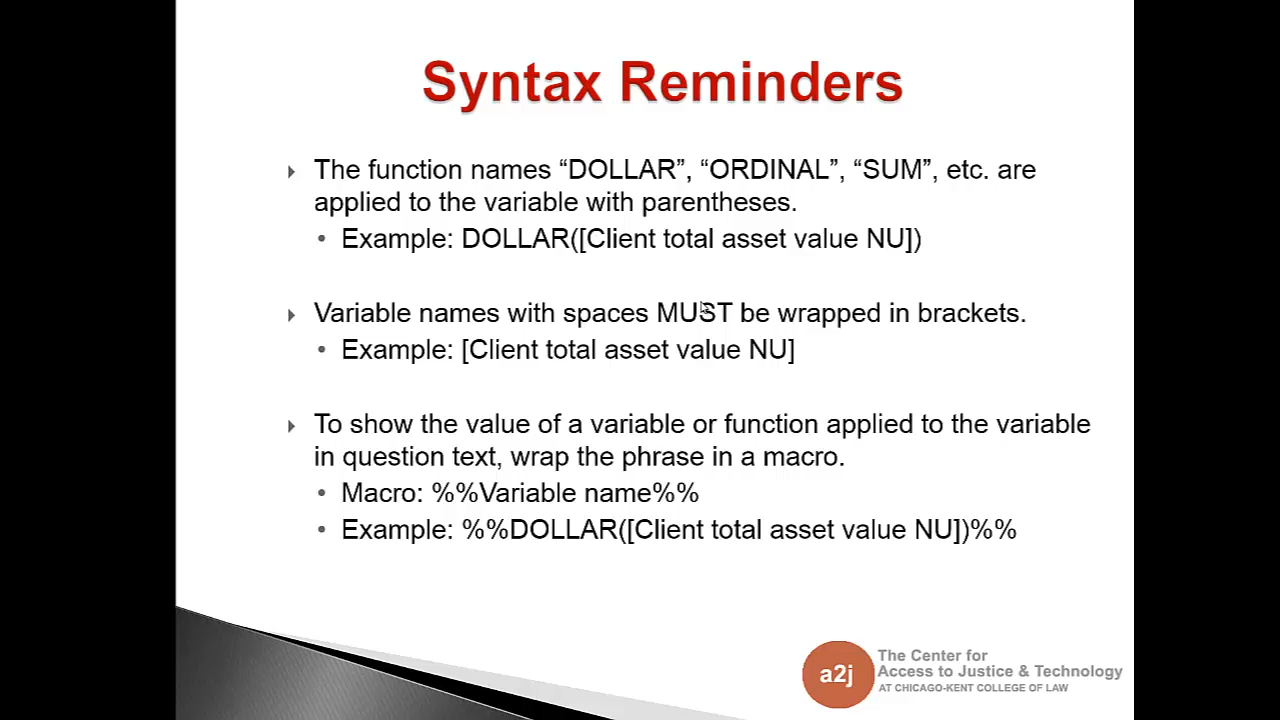 Syntax Reminders
The function names “DOLLAR”, “ORDINAL”, “SUM”, etc. are
applied to the variable with parentheses.
• Example: DOLLAR([Client total asset value NU])
Variable names with spaces MUST be wrapped in brackets.
• Example: [Client total asset value NU]
To show the value of a variable or function applied to the variable
in question text, wrap the phrase in a macro.
• Macro: %%Variable name%%
• Example: %%DOLLAR([Client total asset value NU])%%
a2j
The Center for
Access to Justice & Technology
AT CHICAGO-KENT COLLEGE OF LAW